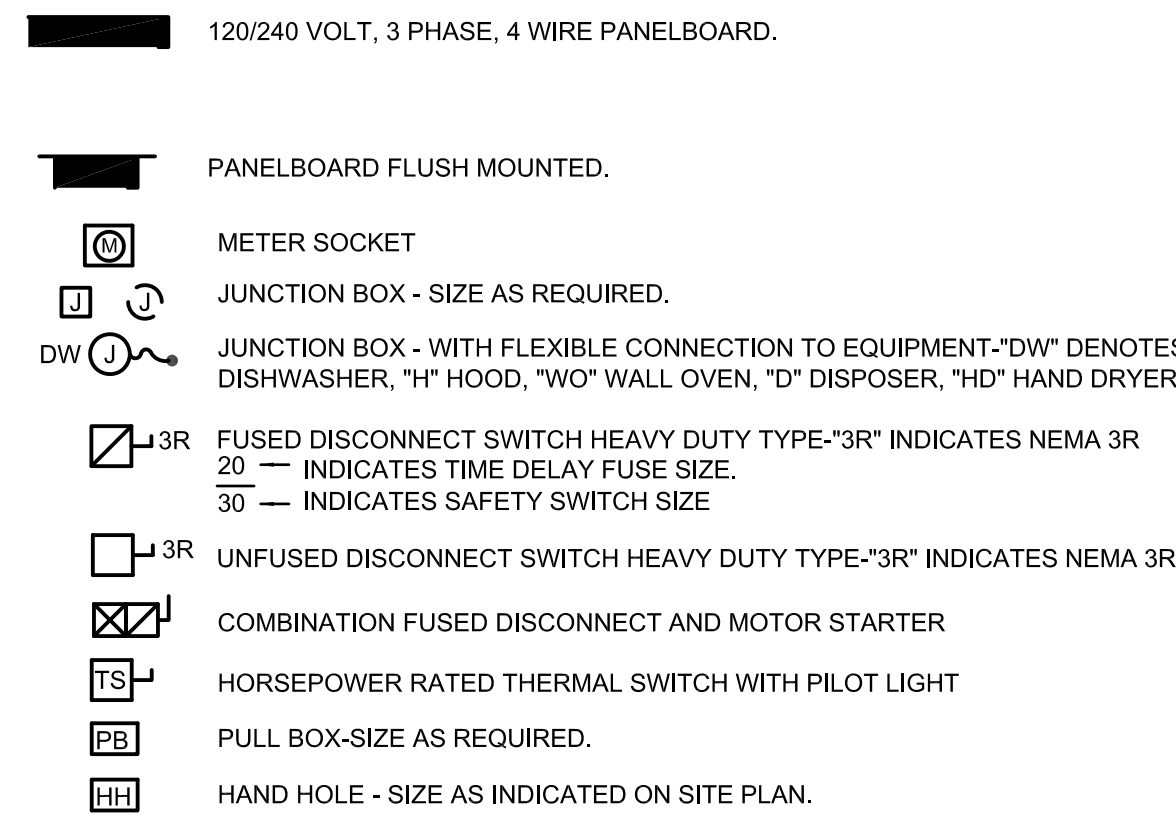 120/240 VOLT, 3 PHASE, 4 WIRE PANELBOARD.
PANELBOARD FLUSH MOUNTED.
M METER SOCKET
J J JUNCTION BOX - SIZE AS REQUIRED.
DW J JUNCTION BOX - WITH FLEXIBLE CONNECTION TO EQUIPMENT-"DW" DENOTES
DISHWASHER, "H" HOOD, "WO" WALL OVEN, "D" DISPOSER, "HD" HAND DRYER
3R FUSED DISCONNECT SWITCH HEAVY DUTY TYPE-"3R" INDICATES NEMA 3R
20 INDICATES TIME DELAY FUSE SIZE.
30 INDICATES SAFETY SWITCH SIZE
3R UNFUSED DISCONNECT SWITCH HEAVY DUTY TYPE-"3R" INDICATES NEMA 3R
COMBINATION FUSED DISCONNECT AND MOTOR STARTER
TS HORSEPOWER RATED THERMAL SWITCH WITH PILOT LIGHT
PB PULL BOX-SIZE AS REQUIRED.
HH HAND HOLE - SIZE AS INDICATED ON SITE PLAN.